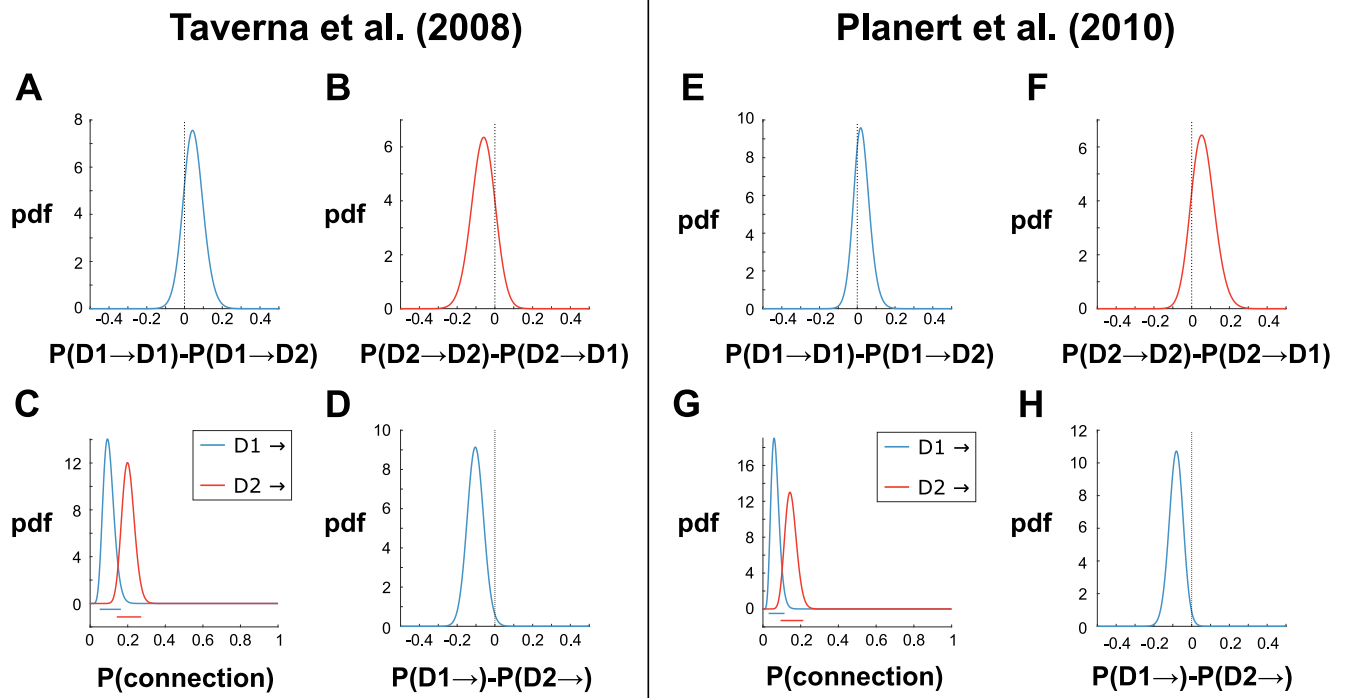 Taverna et al. (2008)
Planert et al. (2010)
A
8
6
4
2
0
pdf
-0.4 -0.2 0 0.2 0.4
P(D1→D1)-P(D1→D2)
B
6
4
2
0
-0.4 -0.2 0 0.2 0.4
P(D2→D2)-P(D2→D1)
C
12
8
4
0
pdf
D1 →
D2 →
0 0.2 0.4 0.6 0.8 1
P(connection)
D
10
8
6
4
2
0
-0.4 -0.2 0 0.2 0.4
P(D1→)-P(D2→)
E
10
8
6
4
2
0
pdf
-0.4 -0.2 0 0.2 0.4
P(D1→D1)-P(D1→D2)
F
6
4
2
0
pdf
-0.4 -0.2 0 0.2 0.4
P(D2→D2)-P(D2→D1)
G
16
12
8
4
0
pdf
D1 →
D2 →
0 0.2 0.4 0.6 0.8 1
P(connection)
H
12
10
8
6
4
2
0
pdf
-0.4 -0.2 0 0.2 0.4
P(D1→)-P(D2→)